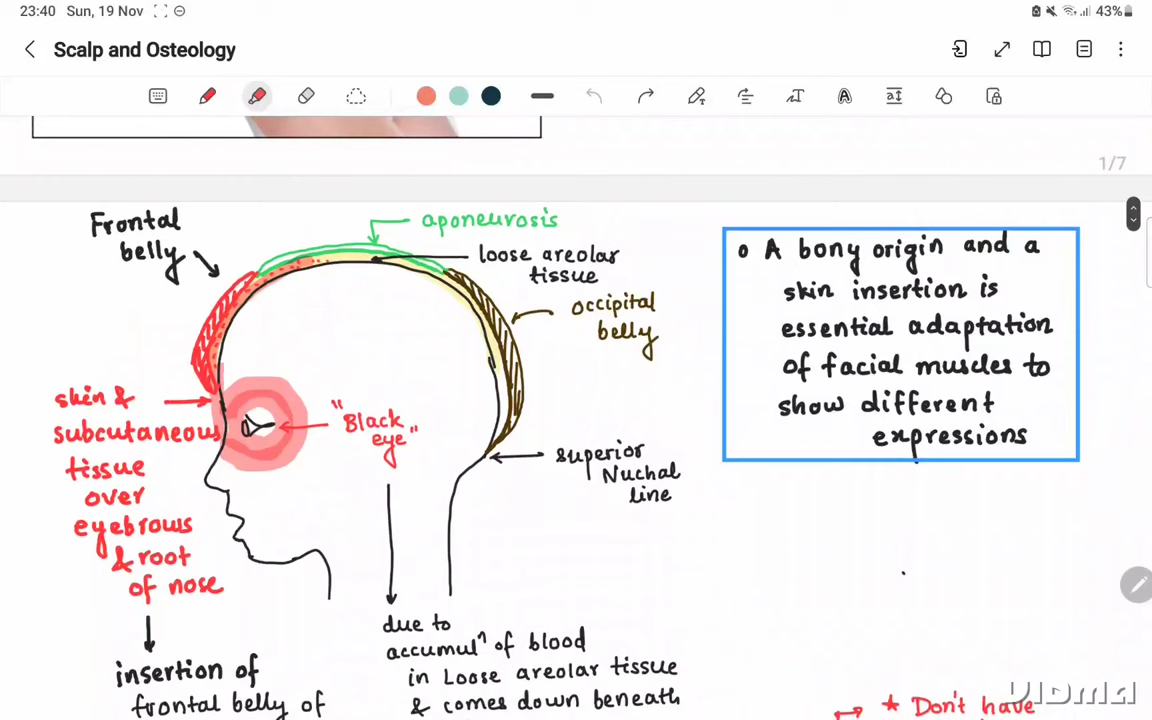 23:40 Sun, 19 Nov
43%
Scalp and Osteology
1/7
Frontal
belly
aponeurosis
loose areolar
tissue
occipital
belly
skin &
subcutaneous
tissue
over
eyebrows
& root
of nose
"Black
eye"
superior
Nuchal
line
insertion of
frontal belly of
due to
accumulⁿ of blood
in Loose areolar tissue
& comes down beneath
o A bony origin and a
skin insertion is
essential adaptation
of facial muscles to
show different
expressions
* Don't have
VIDMA